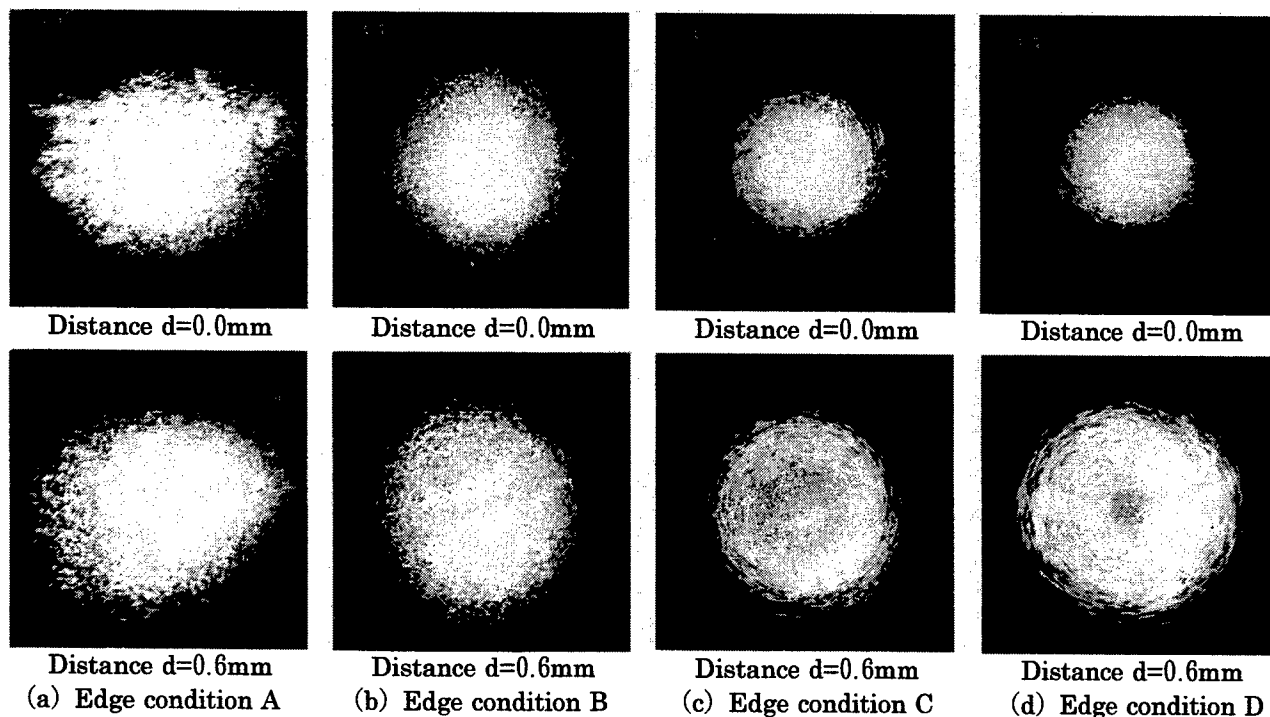 Distance d=0.0mm
Distance d=0.0mm
Distance d=0.0mm
Distance d=0.0mm
Distance d=0.6mm
Distance d=0.6mm
Distance d=0.6mm
Distance d=0.6mm
(a) Edge condition A
(b) Edge condition B
(c) Edge condition C
(d) Edge condition D